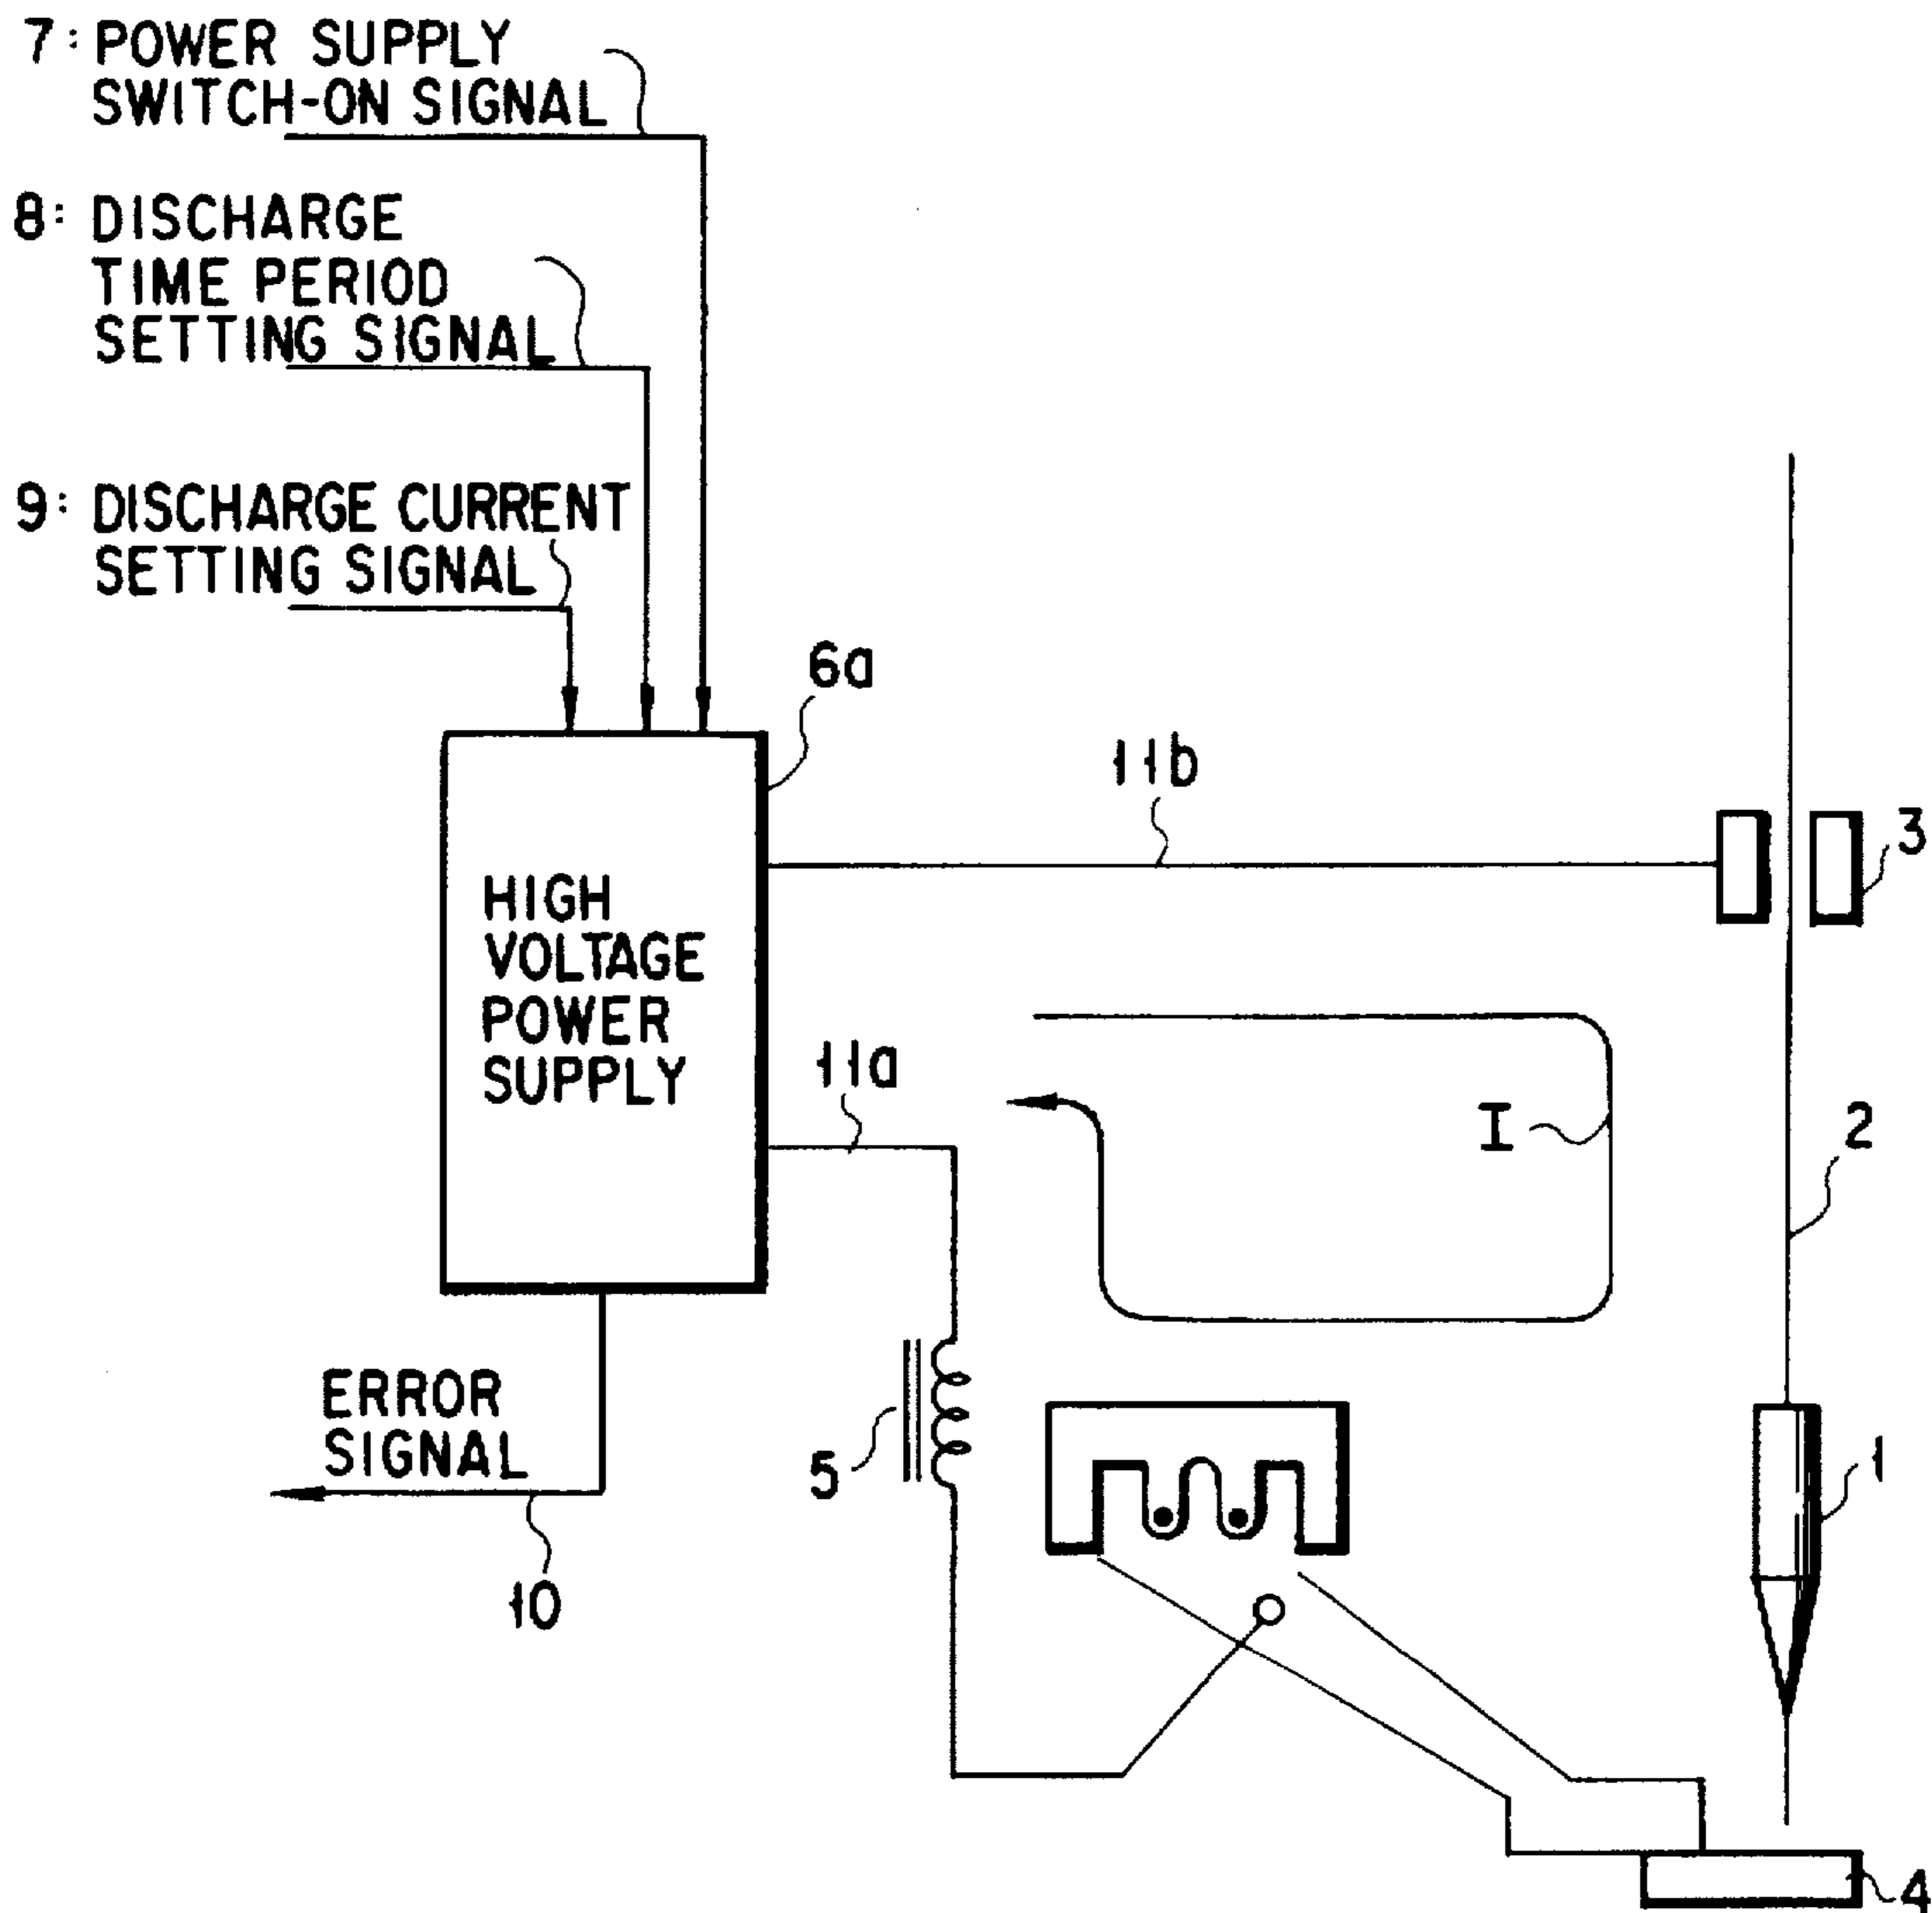 7: POWER SUPPLY
SWITCH-ON SIGNAL
8: DISCHARGE
TIME PERIOD
SETTING SIGNAL
9: DISCHARGE CURRENT
SETTING SIGNAL
6a
11b
3
HIGH
VOLTAGE
POWER
SUPPLY
11a
I
2
ERROR
SIGNAL
5
1
10
4